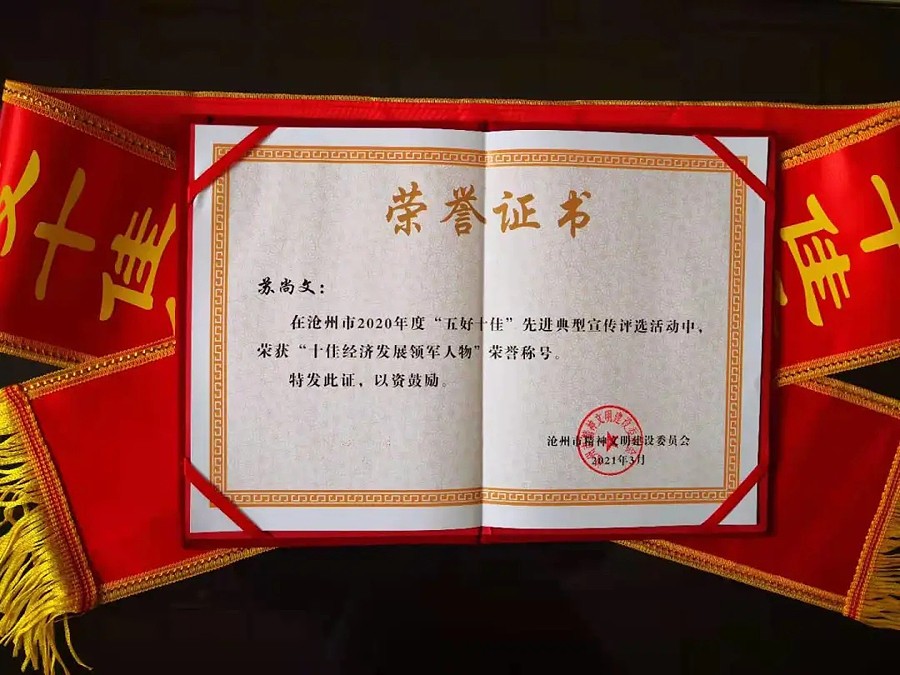 荣誉证书
苏尚文：
在沧州市2020年度“五好十佳”先进典型宣传评选活动中，
荣获“十佳经济发展领军人物”荣誉称号。
特发此证，以资鼓励。
沧州市精神文明建设委员会
2021年3月
十佳
十佳